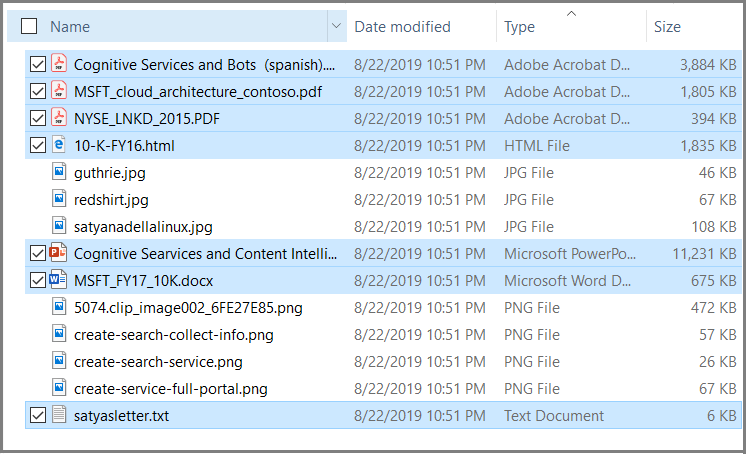 Name Date modified Type Size
Cognitive Services and Bots (spanish).... 8/22/2019 10:51 PM Adobe Acrobat D... 3,884 KB
MSFT_cloud_architecture_contoso.pdf 8/22/2019 10:51 PM Adobe Acrobat D... 1,805 KB
NYSE_LNKD_2015.PDF 8/22/2019 10:51 PM Adobe Acrobat D... 394 KB
10-K-FY16.html 8/22/2019 10:51 PM HTML File 1,835 KB
guthrie.jpg 8/22/2019 10:51 PM JPG File 46 KB
redshirt.jpg 8/22/2019 10:51 PM JPG File 67 KB
satyanadellalinux.jpg 8/22/2019 10:51 PM JPG File 108 KB
Cognitive Searvices and Content Intelli... 8/22/2019 10:51 PM Microsoft PowerPo... 11,231 KB
MSFT_FY17_10K.docx 8/22/2019 10:51 PM Microsoft Word D... 675 KB
5074.clip_image002_6FE27E85.png 8/22/2019 10:51 PM PNG File 472 KB
create-search-collect-info.png 8/22/2019 10:51 PM PNG File 57 KB
create-search-service.png 8/22/2019 10:51 PM PNG File 26 KB
create-service-full-portal.png 8/22/2019 10:51 PM PNG File 67 KB
satyasletter.txt 8/22/2019 10:51 PM Text Document 6 KB